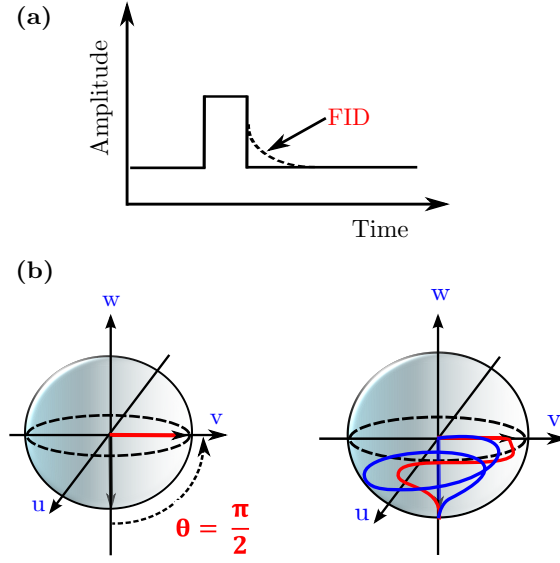 (a)
Amplitude
FID
Time
(b)
w
v
u
θ = π/2
w
v
u